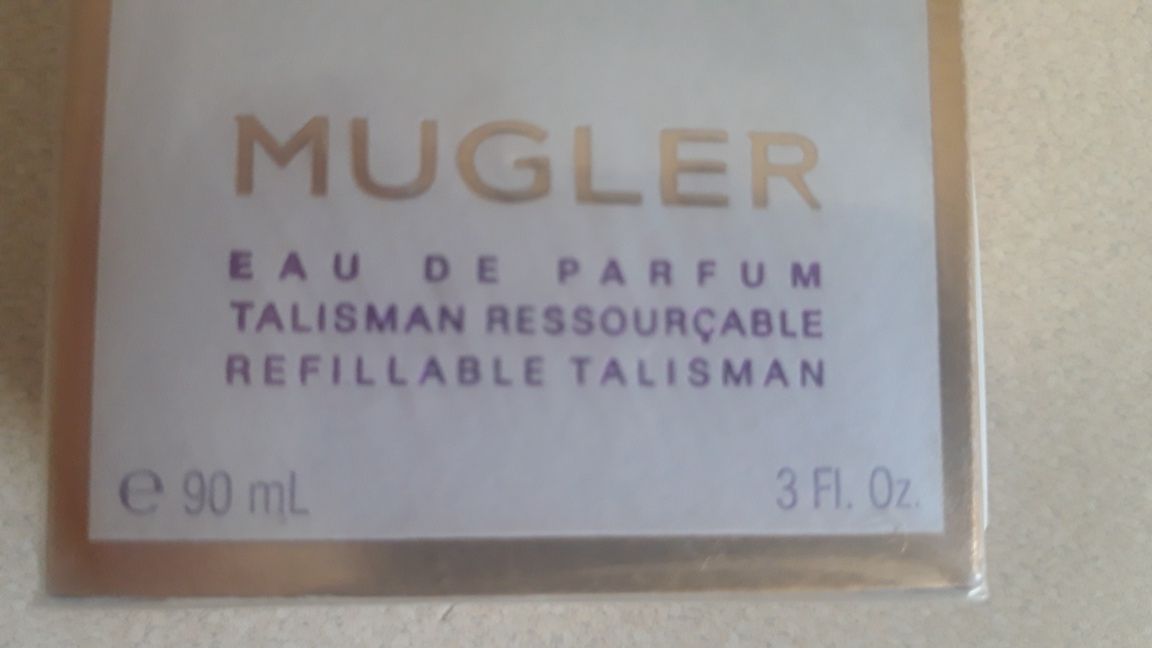 MUGLER
EAU DE PARFUM
TALISMAN RESSOURÇABLE
REFILLABLE TALISMAN
e 90 mL 3 Fl. Oz.